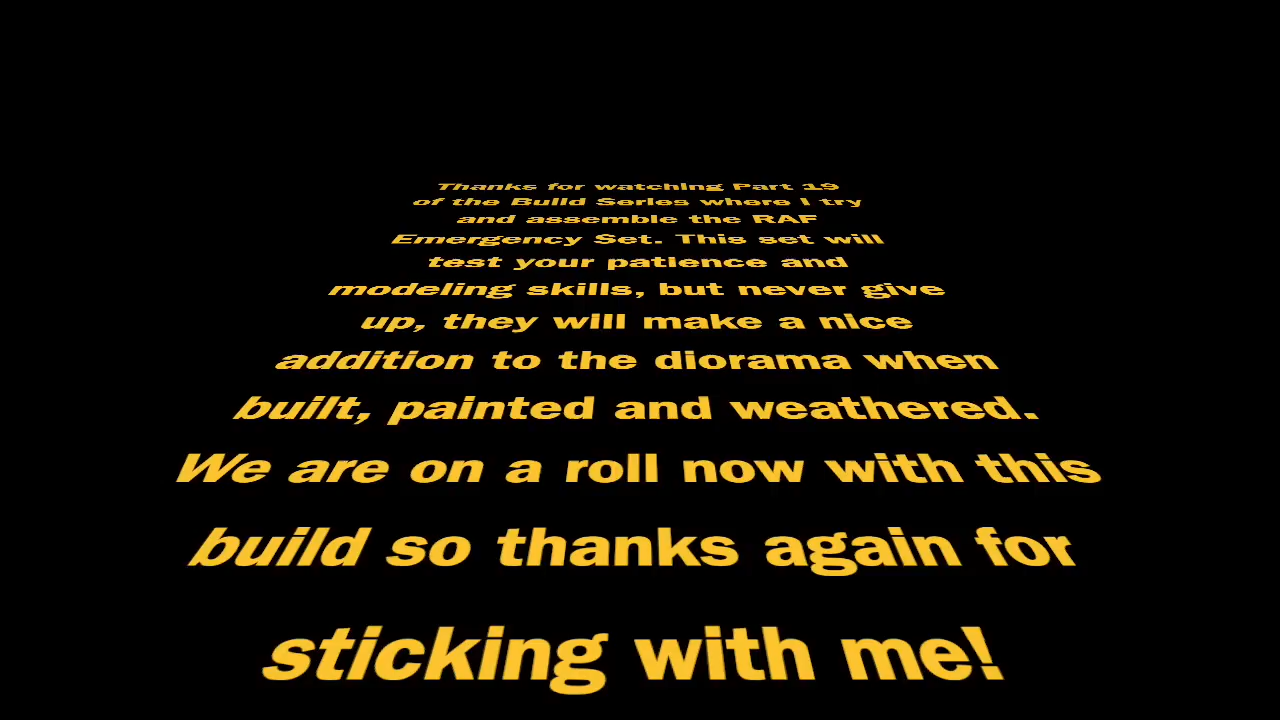 Thanks for watching Part 19
of the Build Series where I try
and assemble the RAF
Emergency Set. This set will
test your patience and
modeling skills, but never give
up, they will make a nice
addition to the diorama when
built, painted and weathered.
We are on a roll now with this
build so thanks again for
sticking with me!